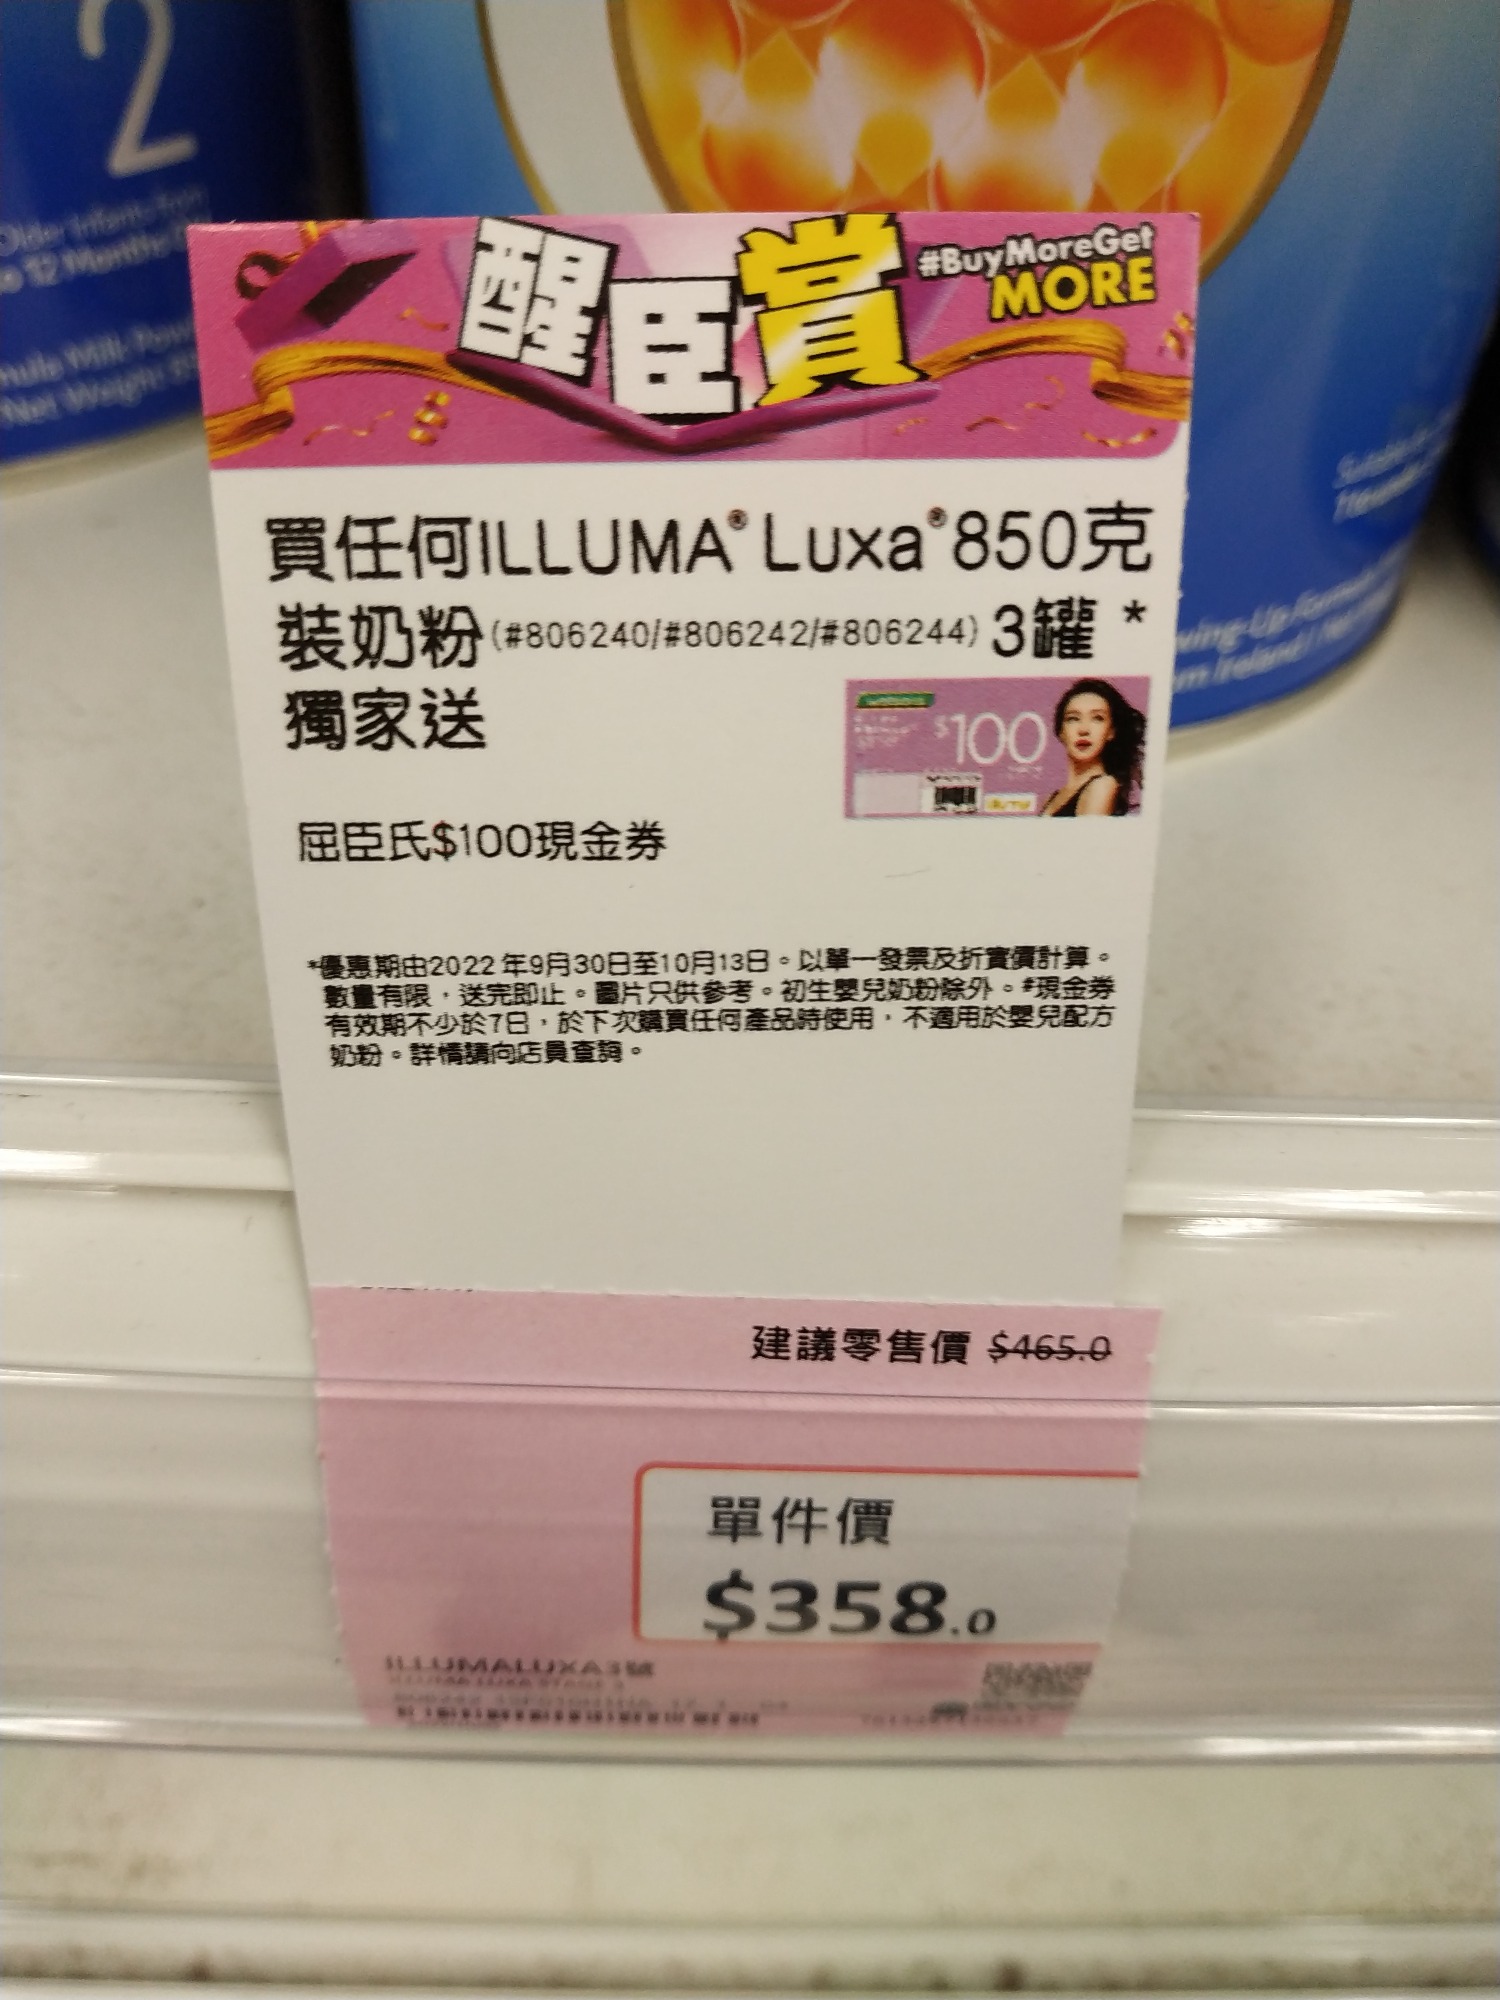 2
to 12 Months
醒臣賞
#BuyMoreGet
MORE
買任何ILLUMA® Luxa® 850克
裝奶粉(#806240/#806242/#806244) 3罐 *
獨家送
$100
屈臣氏$100現金券
*優惠期由2022年9月30日至10月13日。以單一發票及折實價計算。
數量有限,送完即止。圖片只供參考。初生嬰兒奶粉除外。#現金券
有效期不少於7日,於下次購買任何產品時使用,不適用於嬰兒配方
奶粉。詳情請向店員查詢。
建議零售價 $465.0
單件價
$358.0
ILLUMALUXA3號